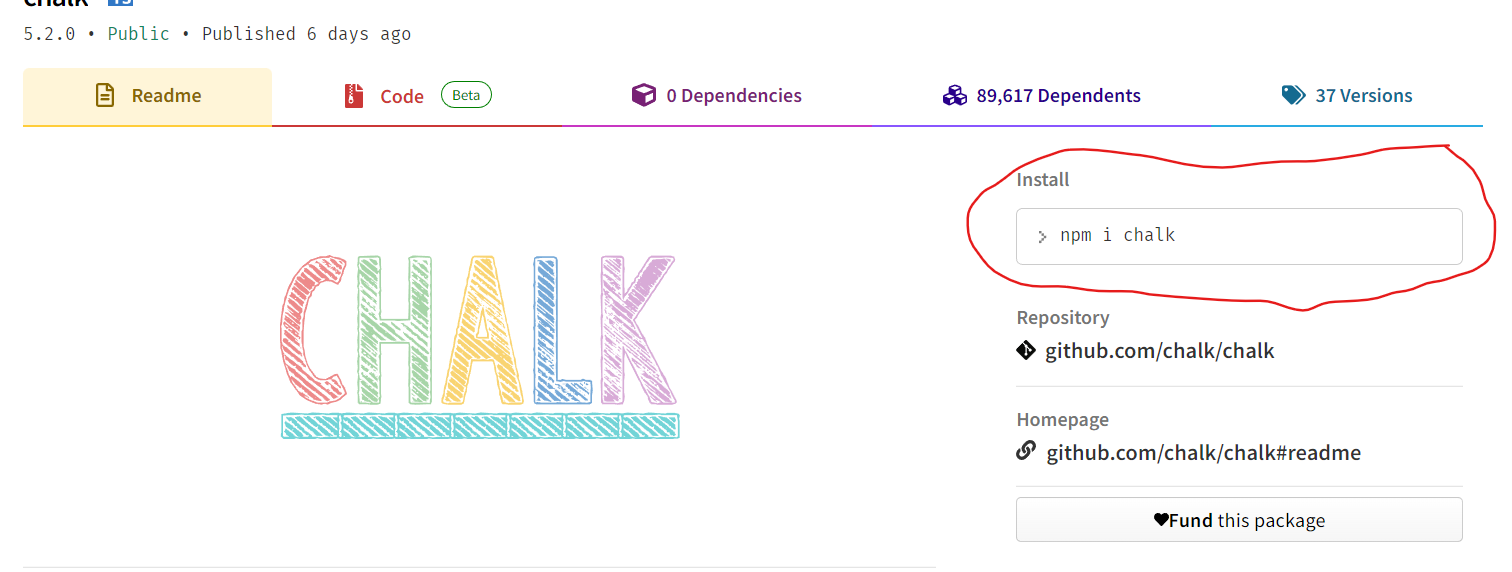 chalk TS
5.2.0 • Public • Published 6 days ago
Readme
Code Beta
0 Dependencies
89,617 Dependents
37 Versions
CHALK
Install
> npm i chalk
Repository
github.com/chalk/chalk
Homepage
github.com/chalk/chalk#readme
Fund this package